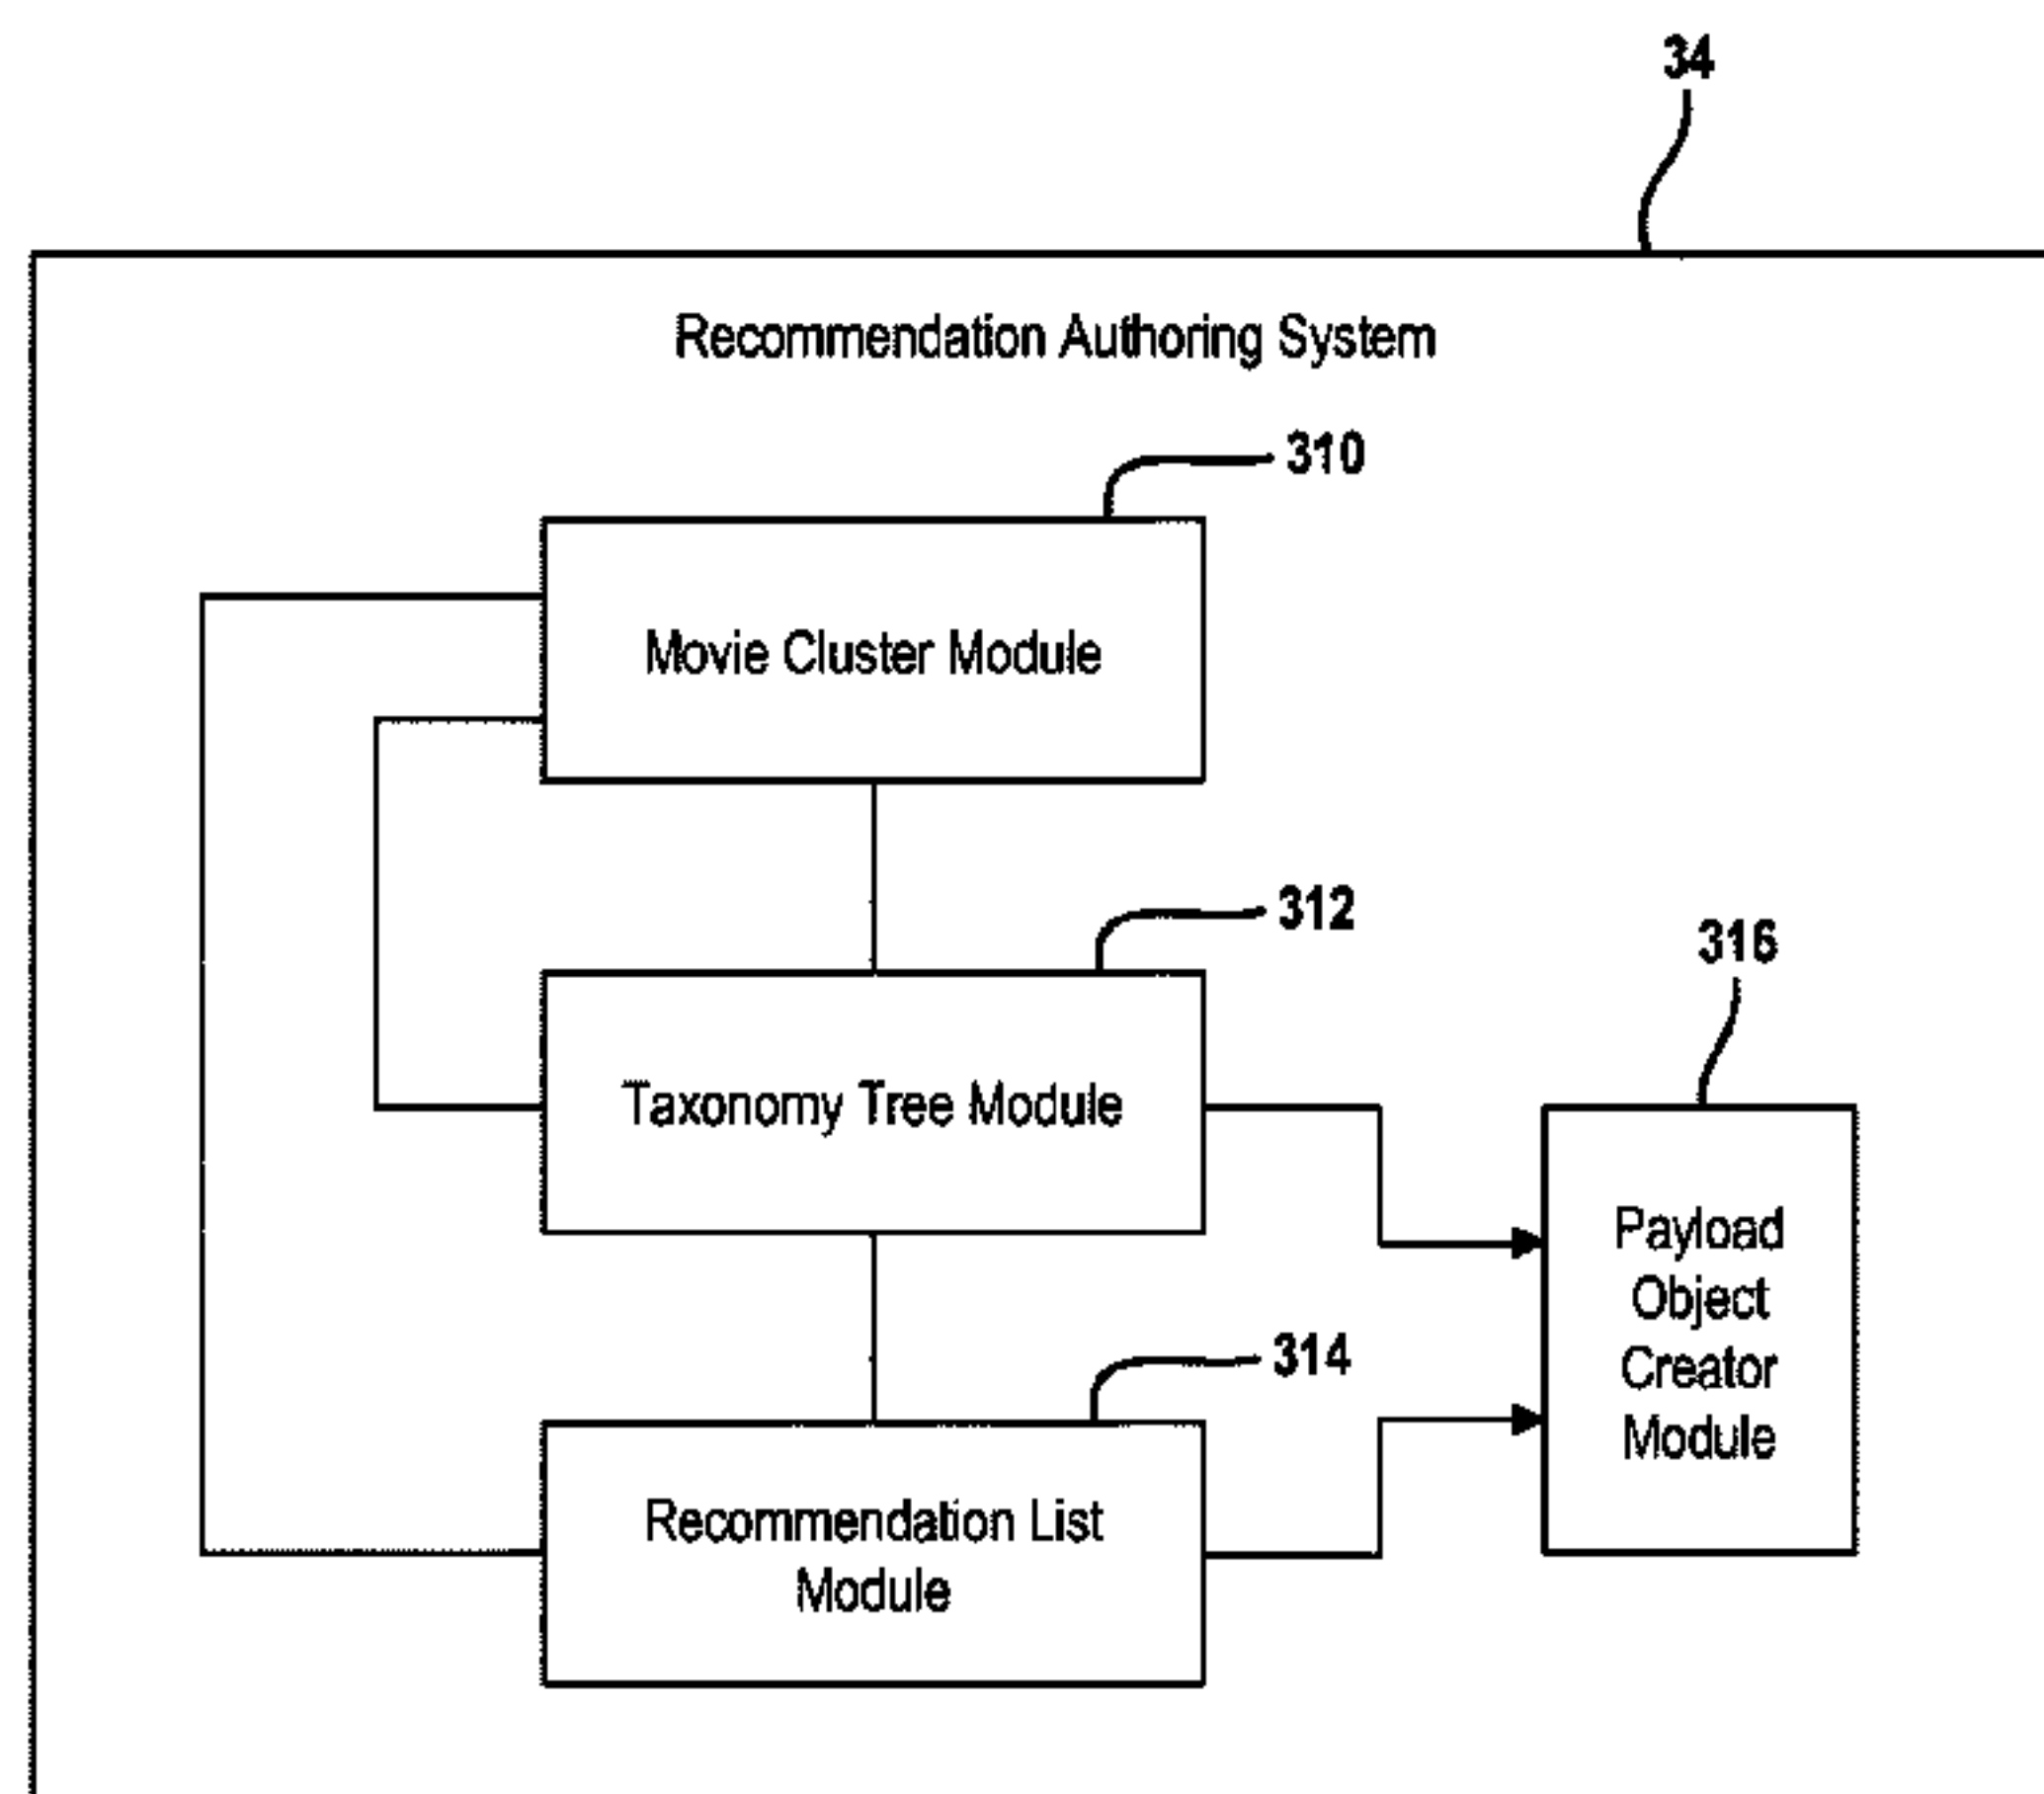 34
Recommendation Authoring System
310
Movie Cluster Module
312
316
Taxonomy Tree Module
Payload
Object
Creator
Module
314
Recommendation List
Module